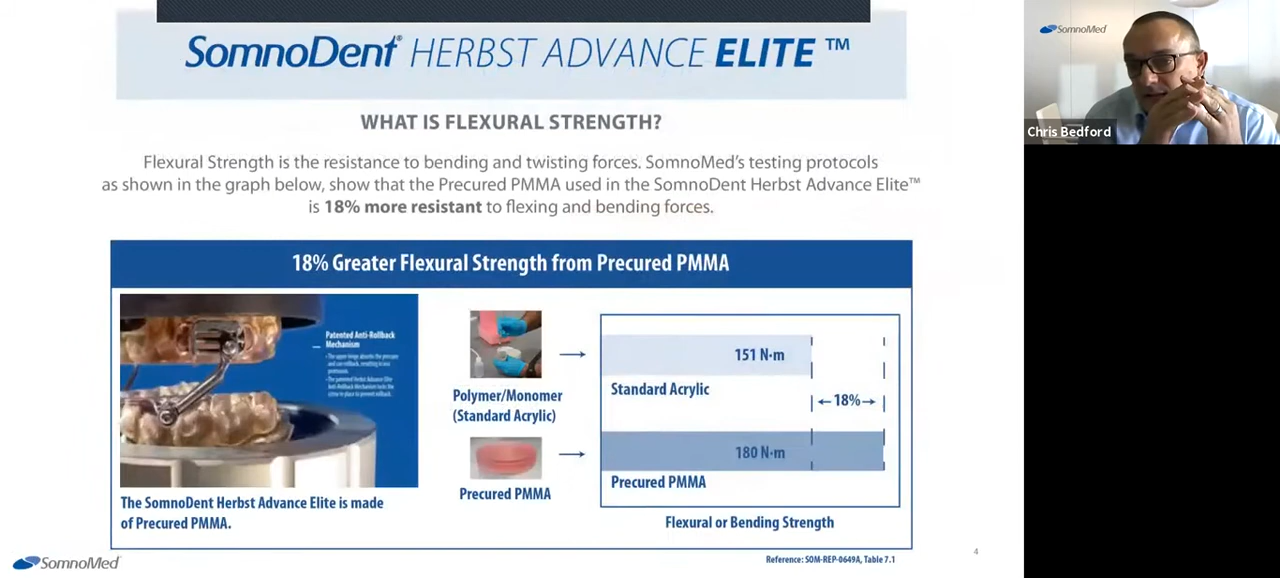 SomnoDent® HERBST ADVANCE ELITE ™
WHAT IS FLEXURAL STRENGTH?
Flexural Strength is the resistance to bending and twisting forces. SomnoMed's testing protocols
as shown in the graph below, show that the Precured PMMA used in the SomnoDent Herbst Advance Elite™
is 18% more resistant to flexing and bending forces.
18% Greater Flexural Strength from Precured PMMA
Patented Anti-Rollback
Mechanism
The SomnoDent Herbst Advance Elite is made
of Precured PMMA.
Polymer/Monomer
(Standard Acrylic)
Precured PMMA
151 N·m
Standard Acrylic
18%
180 N·m
Precured PMMA
Flexural or Bending Strength
Reference: SOM-REP-0649A, Table 7.1
SomnoMed
4
SomnoMed
Chris Bedford